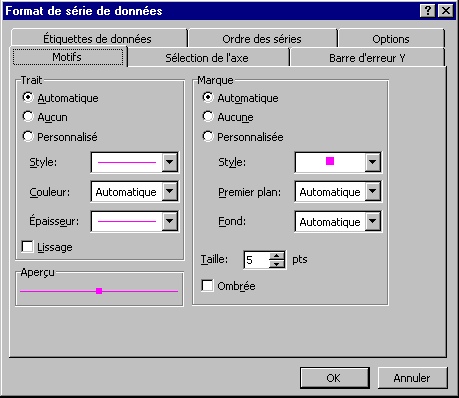 Format de série de données
Étiquettes de données Ordre des séries Options
Motifs Sélection de l'axe Barre d'erreur Y
Trait Marque
Automatique Automatique
Aucun Aucune
Personnalisé Personnalisée
Style: Style:
Couleur: Automatique Premier plan: Automatique
Épaisseur: Fond: Automatique
Lissage Taille: 5 pts
Aperçu Ombrée
OK Annuler